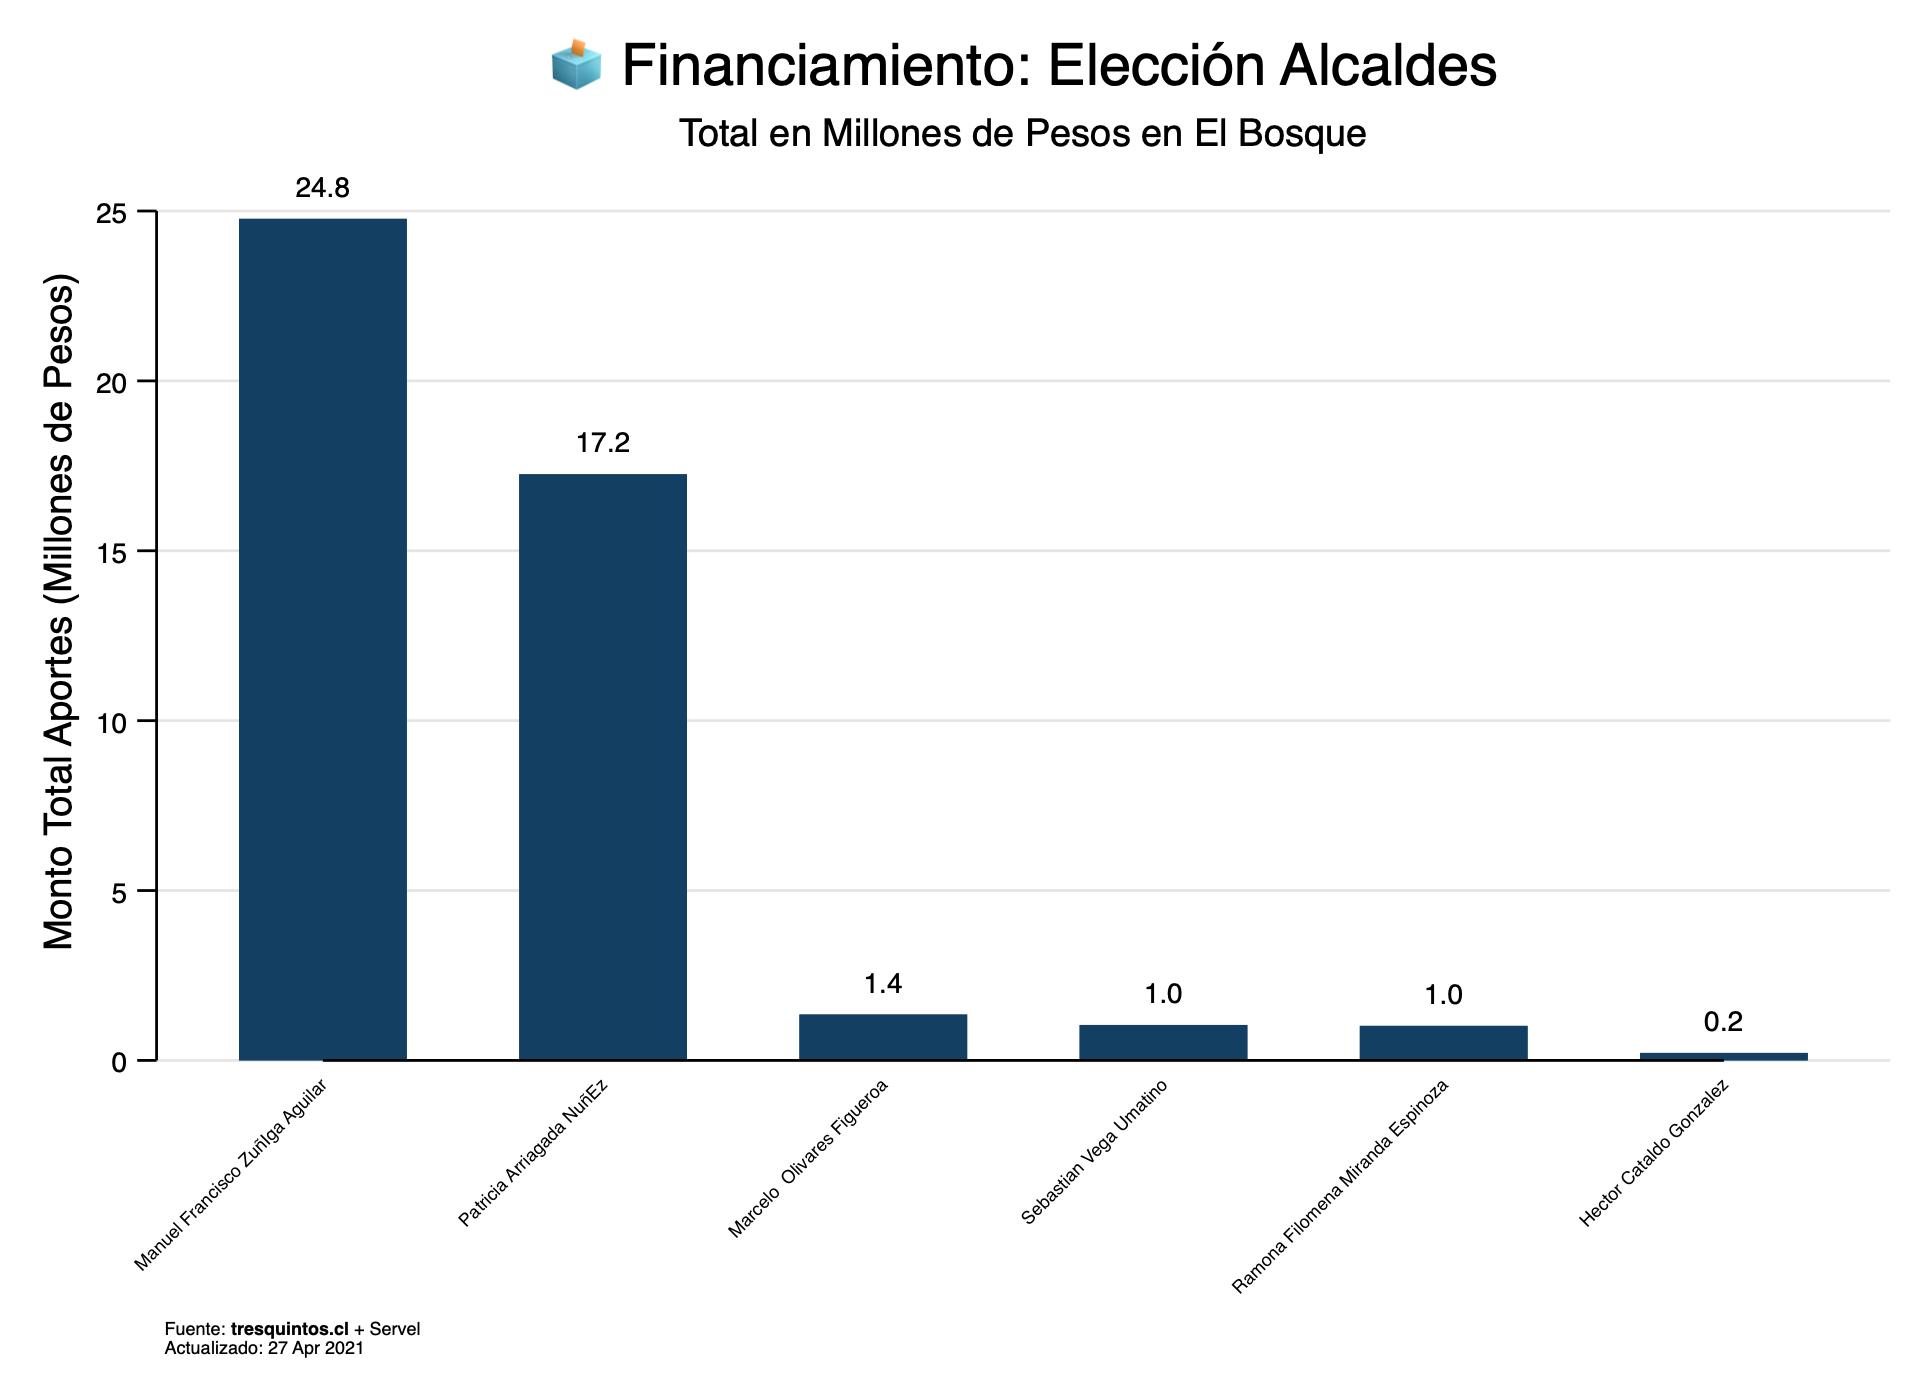 Financiamiento: Elección Alcaldes
Total en Millones de Pesos en El Bosque
Monto Total Aportes (Millones de Pesos)
25
20
15
10
5
0
24.8
17.2
1.4
1.0
1.0
0.2
Manuel Francisco ZuñIga Aguilar
Patricia Arriagada NuñEz
Marcelo  Olivares Figueroa
Sebastian Vega Umatino
Ramona Filomena Miranda Espinoza
Hector Cataldo Gonzalez
Fuente: tresquintos.cl + Servel
Actualizado: 27 Apr 2021